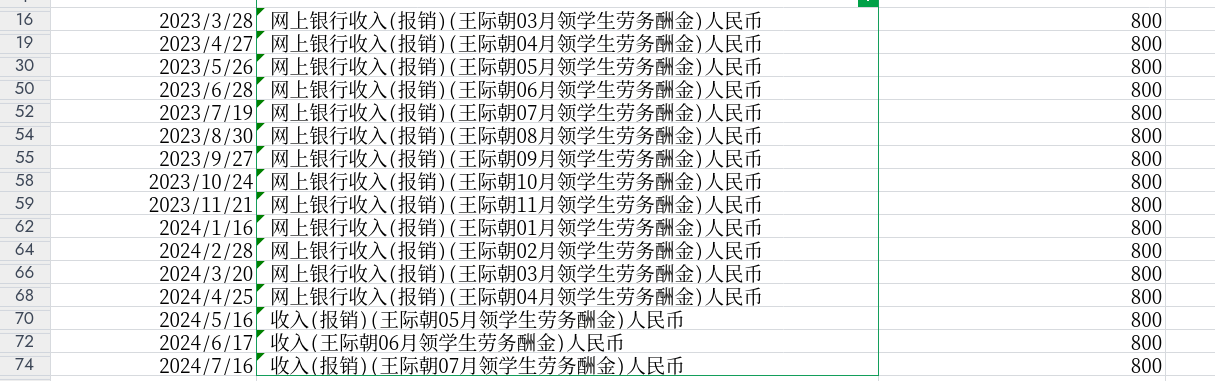 16 2023/3/28 网上银行收入(报销)(王际朝03月领学生劳务酬金)人民币 800
19 2023/4/27 网上银行收入(报销)(王际朝04月领学生劳务酬金)人民币 800
30 2023/5/26 网上银行收入(报销)(王际朝05月领学生劳务酬金)人民币 800
50 2023/6/28 网上银行收入(报销)(王际朝06月领学生劳务酬金)人民币 800
52 2023/7/19 网上银行收入(报销)(王际朝07月领学生劳务酬金)人民币 800
54 2023/8/30 网上银行收入(报销)(王际朝08月领学生劳务酬金)人民币 800
55 2023/9/27 网上银行收入(报销)(王际朝09月领学生劳务酬金)人民币 800
58 2023/10/24 网上银行收入(报销)(王际朝10月领学生劳务酬金)人民币 800
59 2023/11/21 网上银行收入(报销)(王际朝11月领学生劳务酬金)人民币 800
62 2024/1/16 网上银行收入(报销)(王际朝01月领学生劳务酬金)人民币 800
64 2024/2/28 网上银行收入(报销)(王际朝02月领学生劳务酬金)人民币 800
66 2024/3/20 网上银行收入(报销)(王际朝03月领学生劳务酬金)人民币 800
68 2024/4/25 网上银行收入(报销)(王际朝04月领学生劳务酬金)人民币 800
70 2024/5/16 收入(报销)(王际朝05月领学生劳务酬金)人民币 800
72 2024/6/17 收入(王际朝06月领学生劳务酬金)人民币 800
74 2024/7/16 收入(报销)(王际朝07月领学生劳务酬金)人民币 800